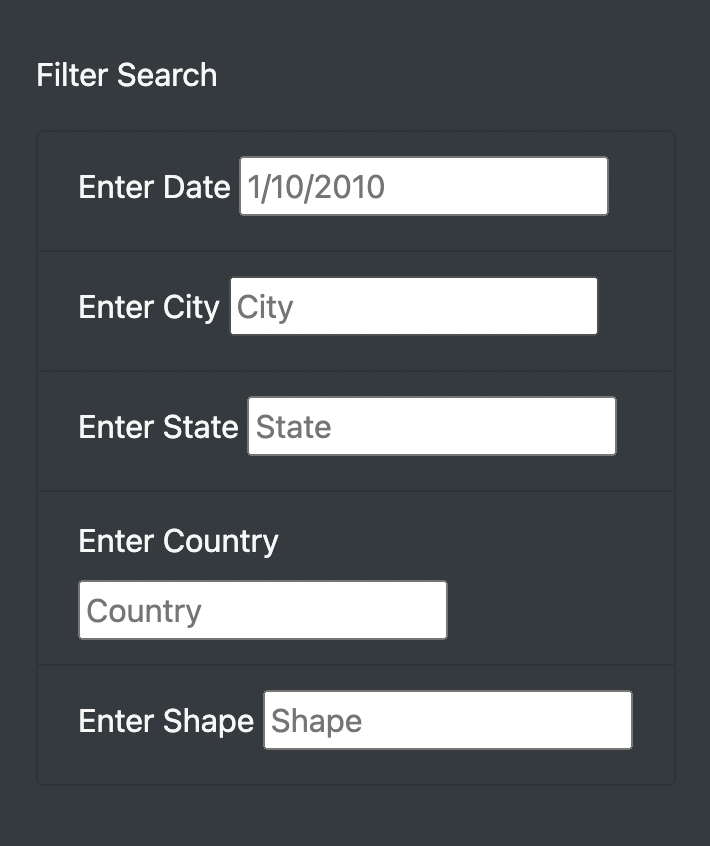 Filter Search
Enter Date 1/10/2010
Enter City City
Enter State State
Enter Country
Country
Enter Shape Shape